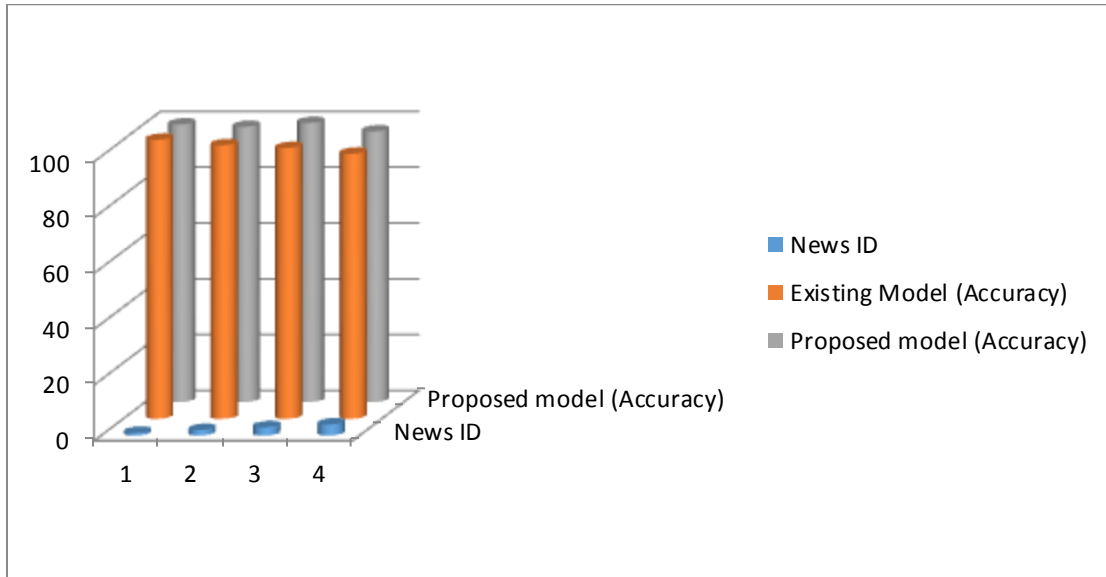 100
80
60
40
20
0
1 2 3 4
Proposed model (Accuracy)
News ID
News ID
Existing Model (Accuracy)
Proposed model (Accuracy)